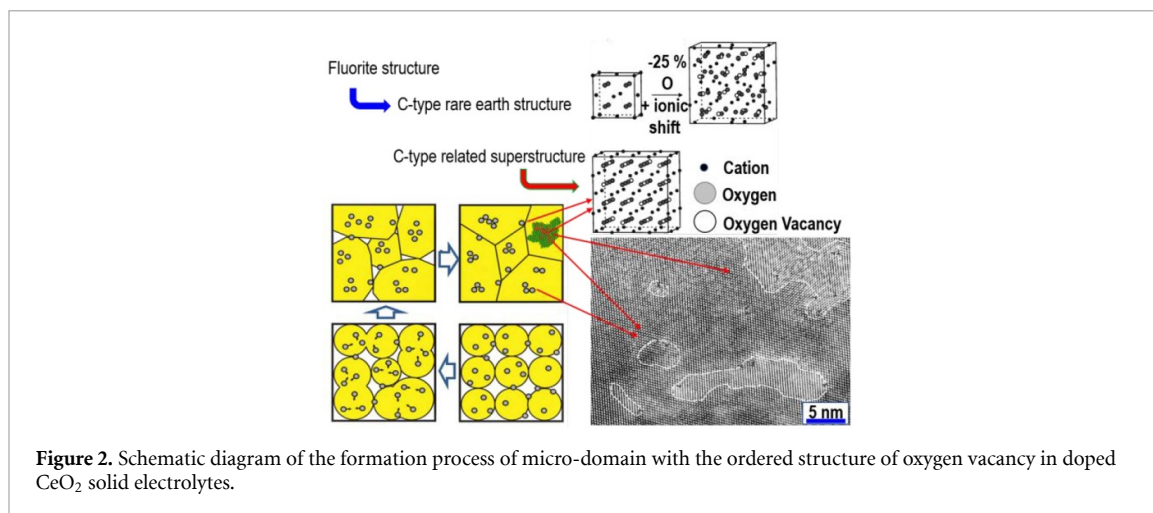 Fluorite structure
C-type rare earth structure
-25 %
O
+ ionic
shift
C-type related superstructure
Cation
Oxygen
Oxygen Vacancy
5 nm
Figure 2. Schematic diagram of the formation process of micro-domain with the ordered structure of oxygen vacancy in doped
CeO₂ solid electrolytes.